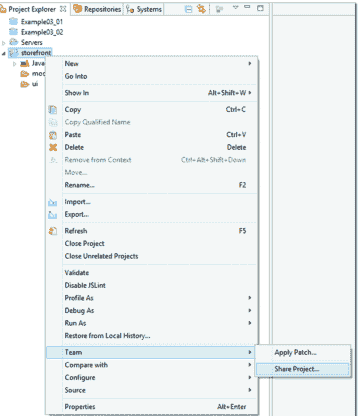 Project Explorer Repositories Systems
Example03_01
Example03_02
Servers
storefront
Java
mod
ui
New
Go Into
Show In Alt+Shift+W
Copy Ctrl+C
Copy Qualified Name
Paste Ctrl+V
Delete Delete
Remove from Context Ctrl+Alt+Shift+Down
Move...
Rename... F2
Import...
Export...
Refresh F5
Close Project
Close Unrelated Projects
Validate
Disable JSLint
Profile As
Debug As
Run As
Restore from Local History...
Team
Compare with
Configure
Source
Properties Alt+Enter
Apply Patch...
Share Project...